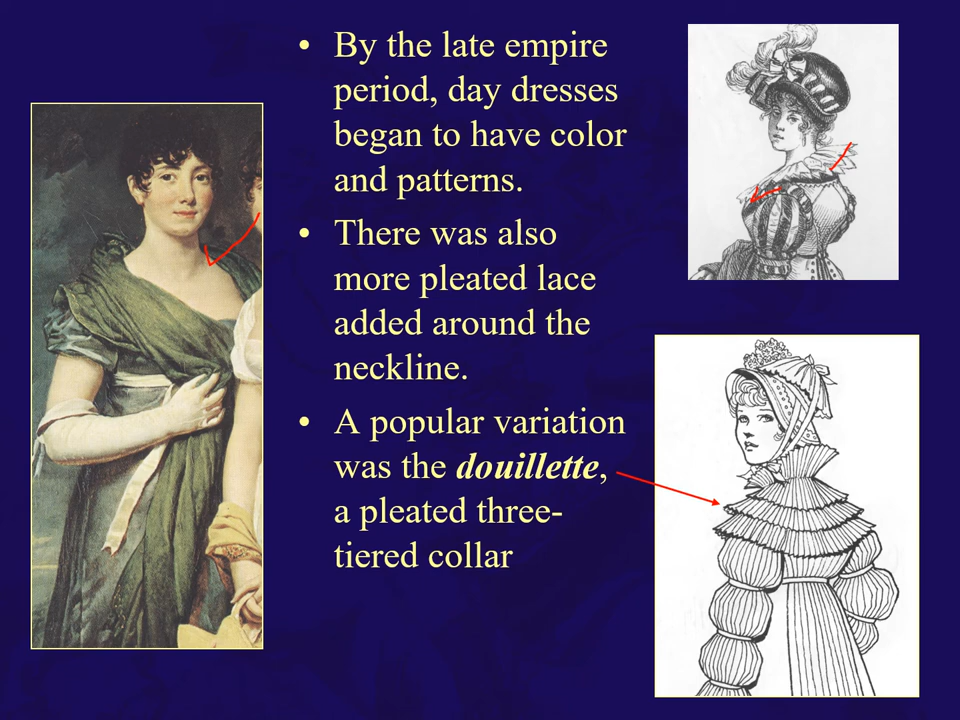 • By the late empire
period, day dresses
began to have color
and patterns.
• There was also
more pleated lace
added around the
neckline.
• A popular variation
was the douillette,
a pleated three-
tiered collar